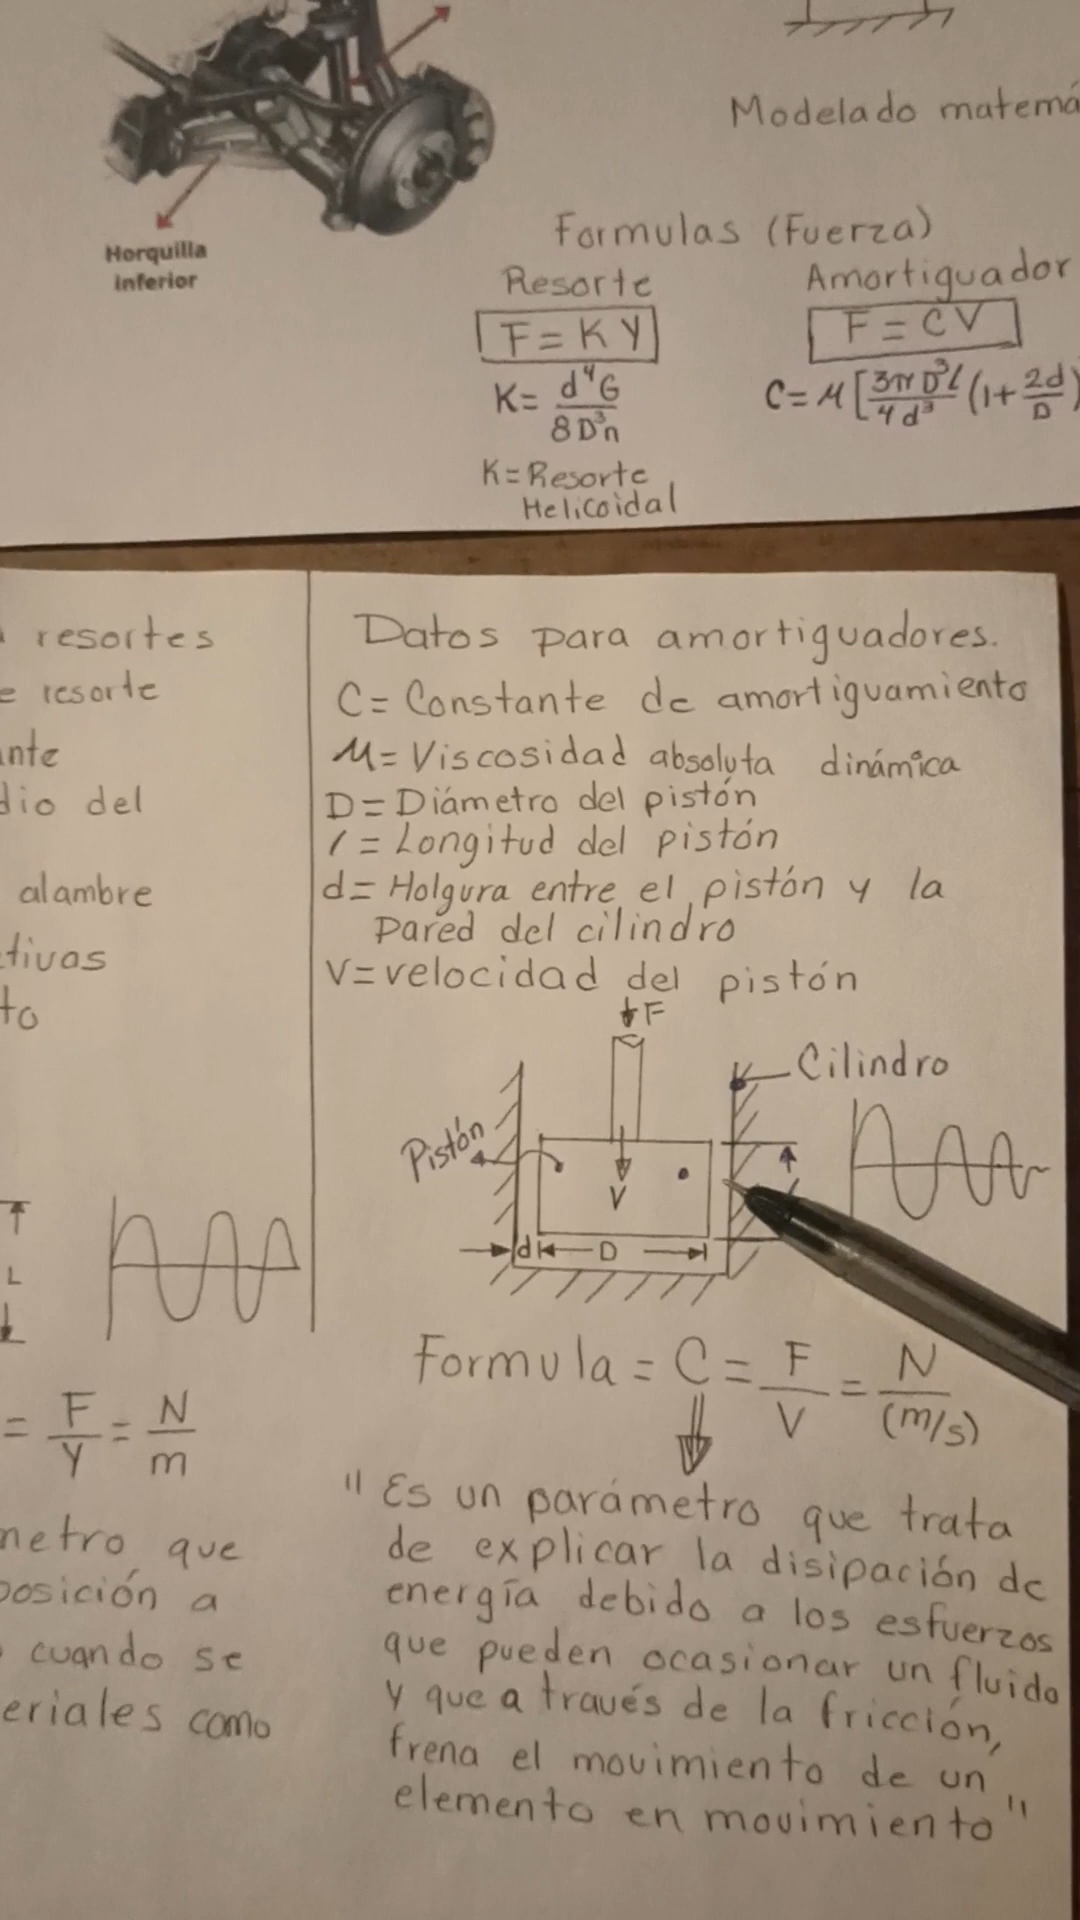 Horquilla
inferior
Modelado matemá
Formulas (Fuerza)
Resorte
F = K Y
K = d⁴G / 8D³n
K = Resorte
Helicoidal
Amortiguador
F = C V
C = μ [ 3πD³l / 4d³ (1 + 2d / D)
resortes
e resorte
nte
dio del
alambre
tivas
to
L
= F / Y = N / m
metro que
posición a
cuando se
eriales como
Datos para amortiguadores.
C = Constante de amortiguamiento
μ = Viscosidad absoluta dinámica
D = Diámetro del pistón
l = Longitud del pistón
d = Holgura entre el pistón y la
Pared del cilindro
V = velocidad del pistón
F
Cilindro
Pistón
V
d D
Formula = C = F / V = N / (m/s)
"Es un parámetro que trata
de explicar la disipación de
energía debido a los esfuerzos
que pueden ocasionar un fluido
y que a través de la fricción,
frena el movimiento de un
elemento en movimiento"